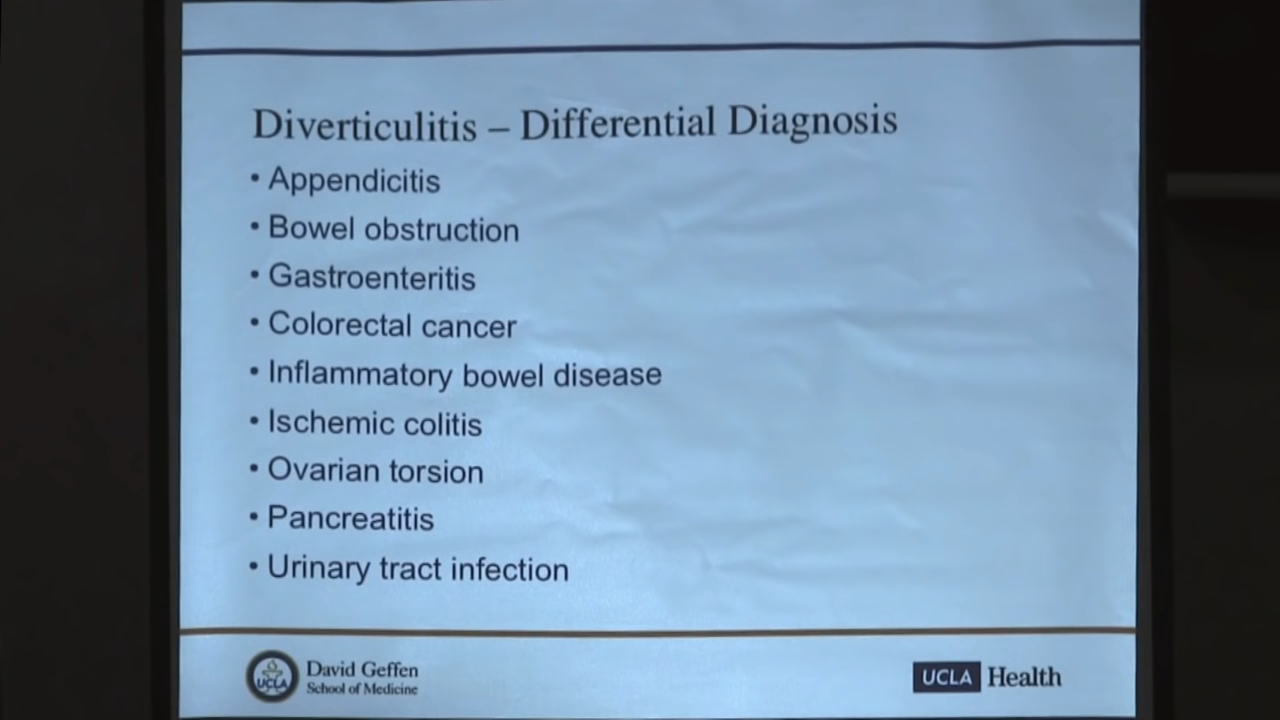 Diverticulitis – Differential Diagnosis
• Appendicitis
• Bowel obstruction
• Gastroenteritis
• Colorectal cancer
• Inflammatory bowel disease
• Ischemic colitis
• Ovarian torsion
• Pancreatitis
• Urinary tract infection
UCLA
David Geffen
School of Medicine
UCLA Health